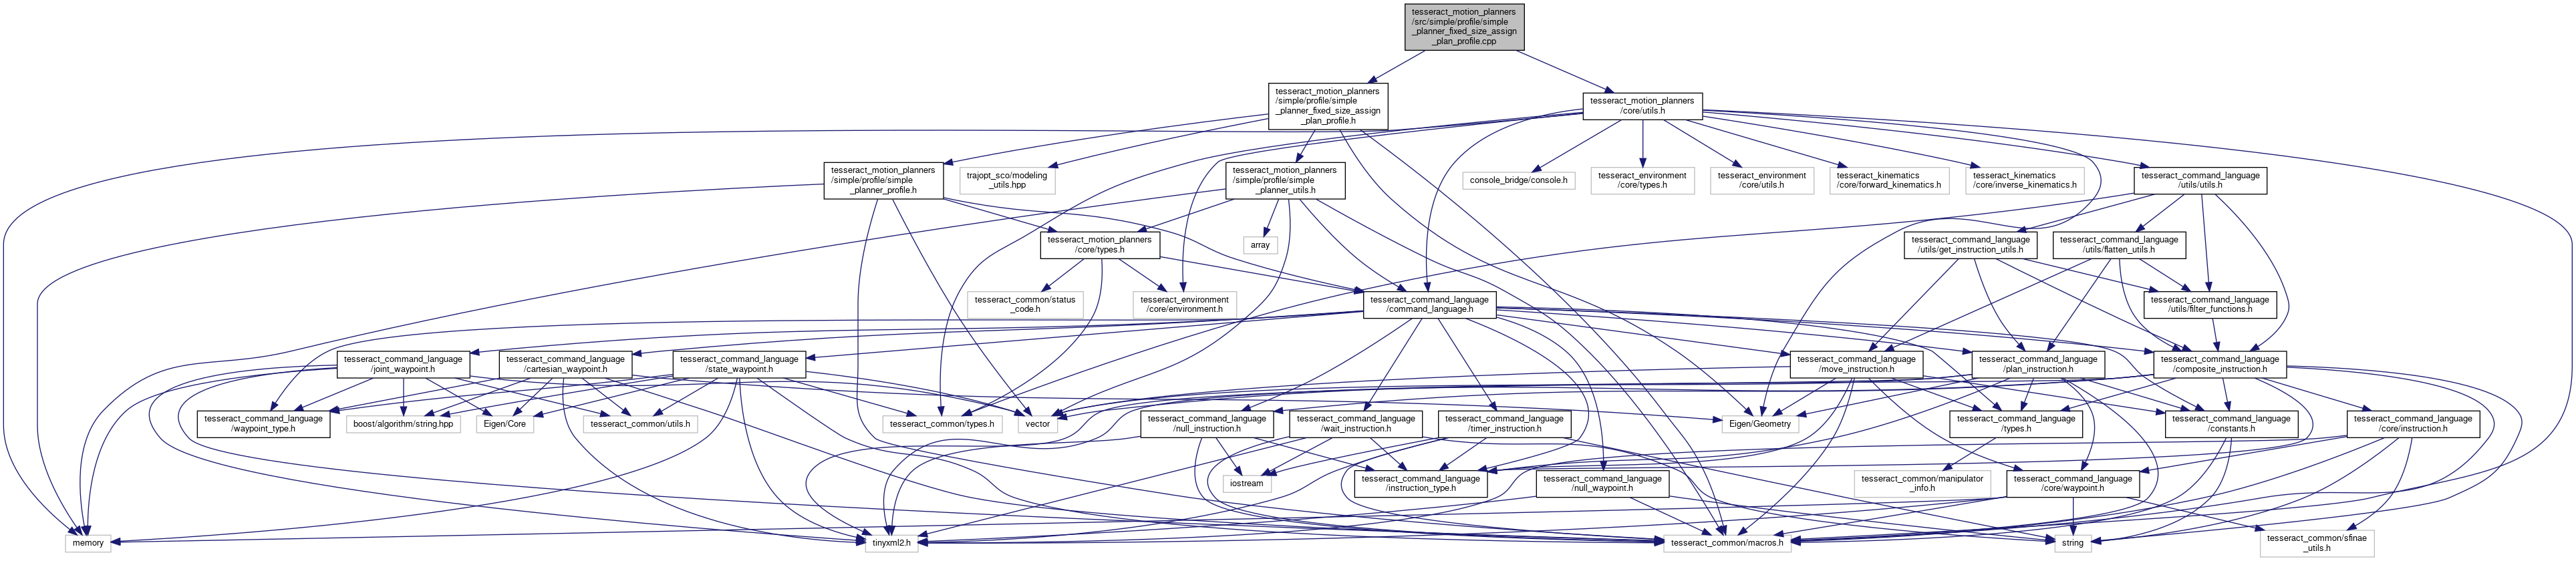 tesseract_motion_planners
/src/simple/profile/simple
_planner_fixed_size_assign
_plan_profile.cpp
tesseract_motion_planners
/simple/profile/simple
_planner_fixed_size_assign
_plan_profile.h
tesseract_motion_planners
/core/utils.h
tesseract_motion_planners
/simple/profile/simple
_planner_profile.h
trajopt_sco/modeling
_utils.hpp
tesseract_motion_planners
/simple/profile/simple
_planner_utils.h
console_bridge/console.h
tesseract_environment
/core/types.h
tesseract_environment
/core/utils.h
tesseract_kinematics
/core/forward_kinematics.h
tesseract_kinematics
/core/inverse_kinematics.h
tesseract_command_language
/utils/utils.h
tesseract_motion_planners
/core/types.h
array
tesseract_command_language
/utils/get_instruction_utils.h
tesseract_command_language
/utils/flatten_utils.h
tesseract_common/status
_code.h
tesseract_environment
/core/environment.h
tesseract_command_language
/command_language.h
tesseract_command_language
/utils/filter_functions.h
tesseract_command_language
/joint_waypoint.h
tesseract_command_language
/cartesian_waypoint.h
tesseract_command_language
/state_waypoint.h
tesseract_command_language
/move_instruction.h
tesseract_command_language
/plan_instruction.h
tesseract_command_language
/composite_instruction.h
tesseract_command_language
/waypoint_type.h
boost/algorithm/string.hpp
Eigen/Core
tesseract_common/utils.h
tesseract_common/types.h
vector
tesseract_command_language
/null_instruction.h
tesseract_command_language
/wait_instruction.h
tesseract_command_language
/timer_instruction.h
Eigen/Geometry
tesseract_command_language
/types.h
tesseract_command_language
/constants.h
tesseract_command_language
/core/instruction.h
iostream
tesseract_command_language
/instruction_type.h
tesseract_command_language
/null_waypoint.h
tesseract_common/manipulator
_info.h
tesseract_command_language
/core/waypoint.h
memory
tinyxml2.h
tesseract_common/macros.h
string
tesseract_common/sfinae
_utils.h